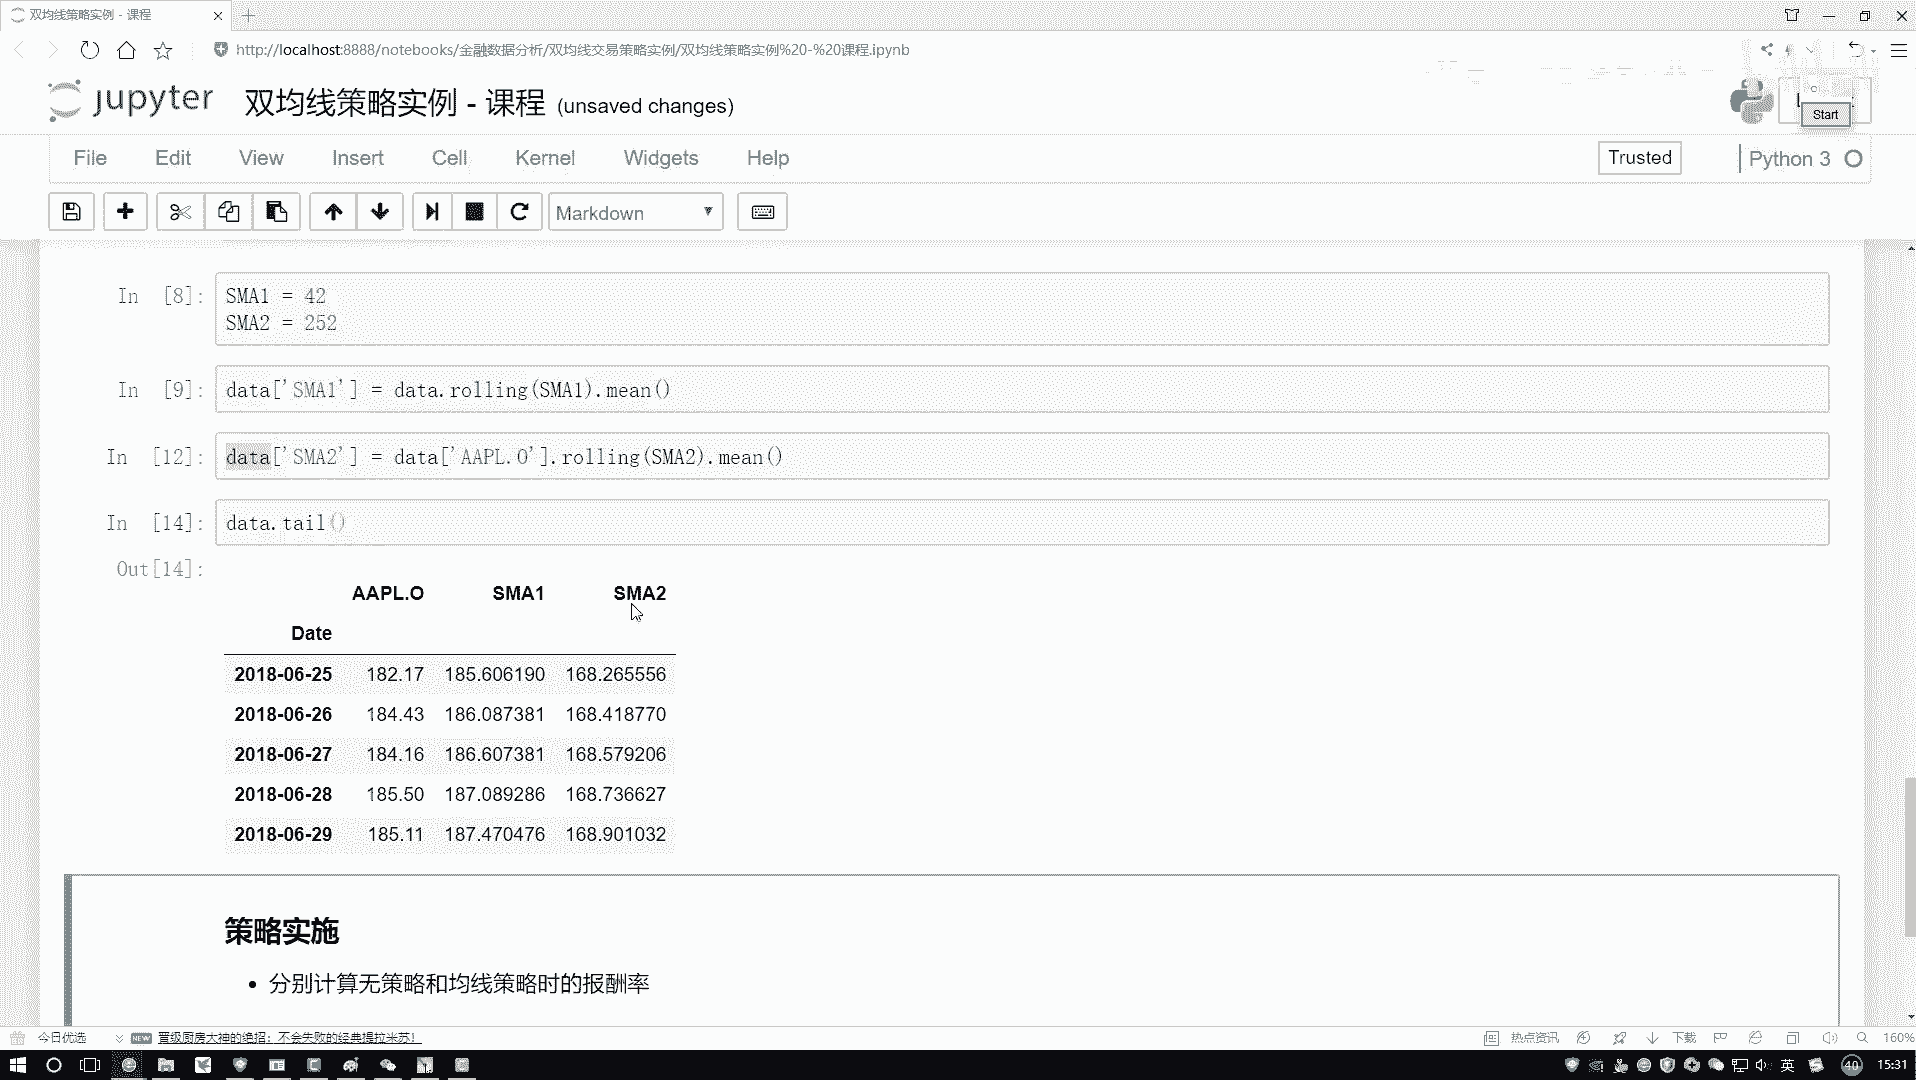 双均线策略实例 - 课程
http://localhost:8888/notebooks/金融数据分析/双均线交易策略实例/双均线策略实例%20-%20课程.ipynb
jupyter 双均线策略实例 - 课程 (unsaved changes)
Start
File Edit View Insert Cell Kernel Widgets Help
Trusted
Python 3
Markdown
In [8]:
SMA1 = 42
SMA2 = 252
In [9]: data['SMA1'] = data.rolling(SMA1).mean()
In [12]: data['SMA2'] = data['AAPL.O'].rolling(SMA2).mean()
In [14]: data.tail()
Out[14]:
AAPL.O SMA1 SMA2
Date
2018-06-25 182.17 185.606190 168.265556
2018-06-26 184.43 186.087381 168.418770
2018-06-27 184.16 186.607381 168.579206
2018-06-28 185.50 187.089286 168.736627
2018-06-29 185.11 187.470476 168.901032
策略实施
• 分别计算无策略和均线策略时的报酬率
今日优选 NEW 晋级厨房大神的绝招：不会失败的经典提拉米苏！
热点资讯 下载 160%
英 40 15:31